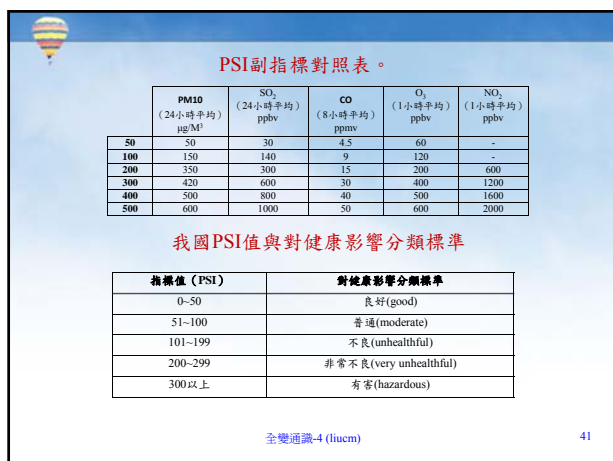 PSI副指標對照表。
PM10 （24小時平均） μg/M³ SO₂ （24小時平均） ppbv CO （8小時平均） ppmv O₃ （1小時平均） ppbv NO₂ （1小時平均） ppbv
50 50 30 4.5 60 -
100 150 140 9 120 -
200 350 300 15 200 600
300 420 600 30 400 1200
400 500 800 40 500 1600
500 600 1000 50 600 2000
我國PSI值與對健康影響分類標準
指標值（PSI） 對健康影響分類標準
0~50 良好(good)
51~100 普通(moderate)
101~199 不良(unhealthful)
200~299 非常不良(very unhealthful)
300以上 有害(hazardous)
全變通識-4 (liucm) 41